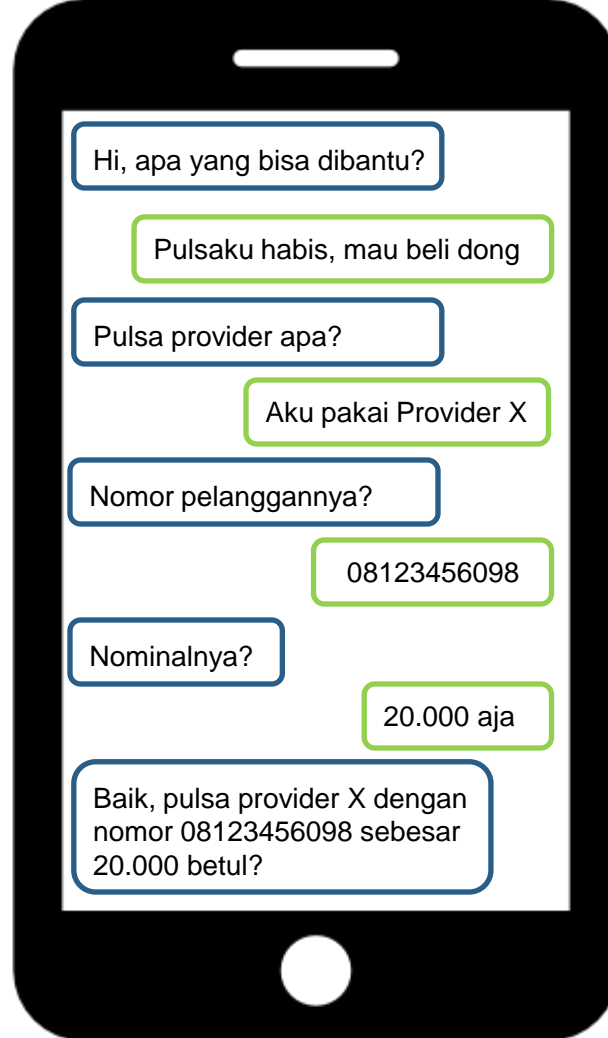 Hi, apa yang bisa dibantu?
Pulsaku habis, mau beli dong
Pulsa provider apa?
Aku pakai Provider X
Nomor pelanggannya?
08123456098
Nominalnya?
20.000 aja
Baik, pulsa provider X dengan
nomor 08123456098 sebesar
20.000 betul?